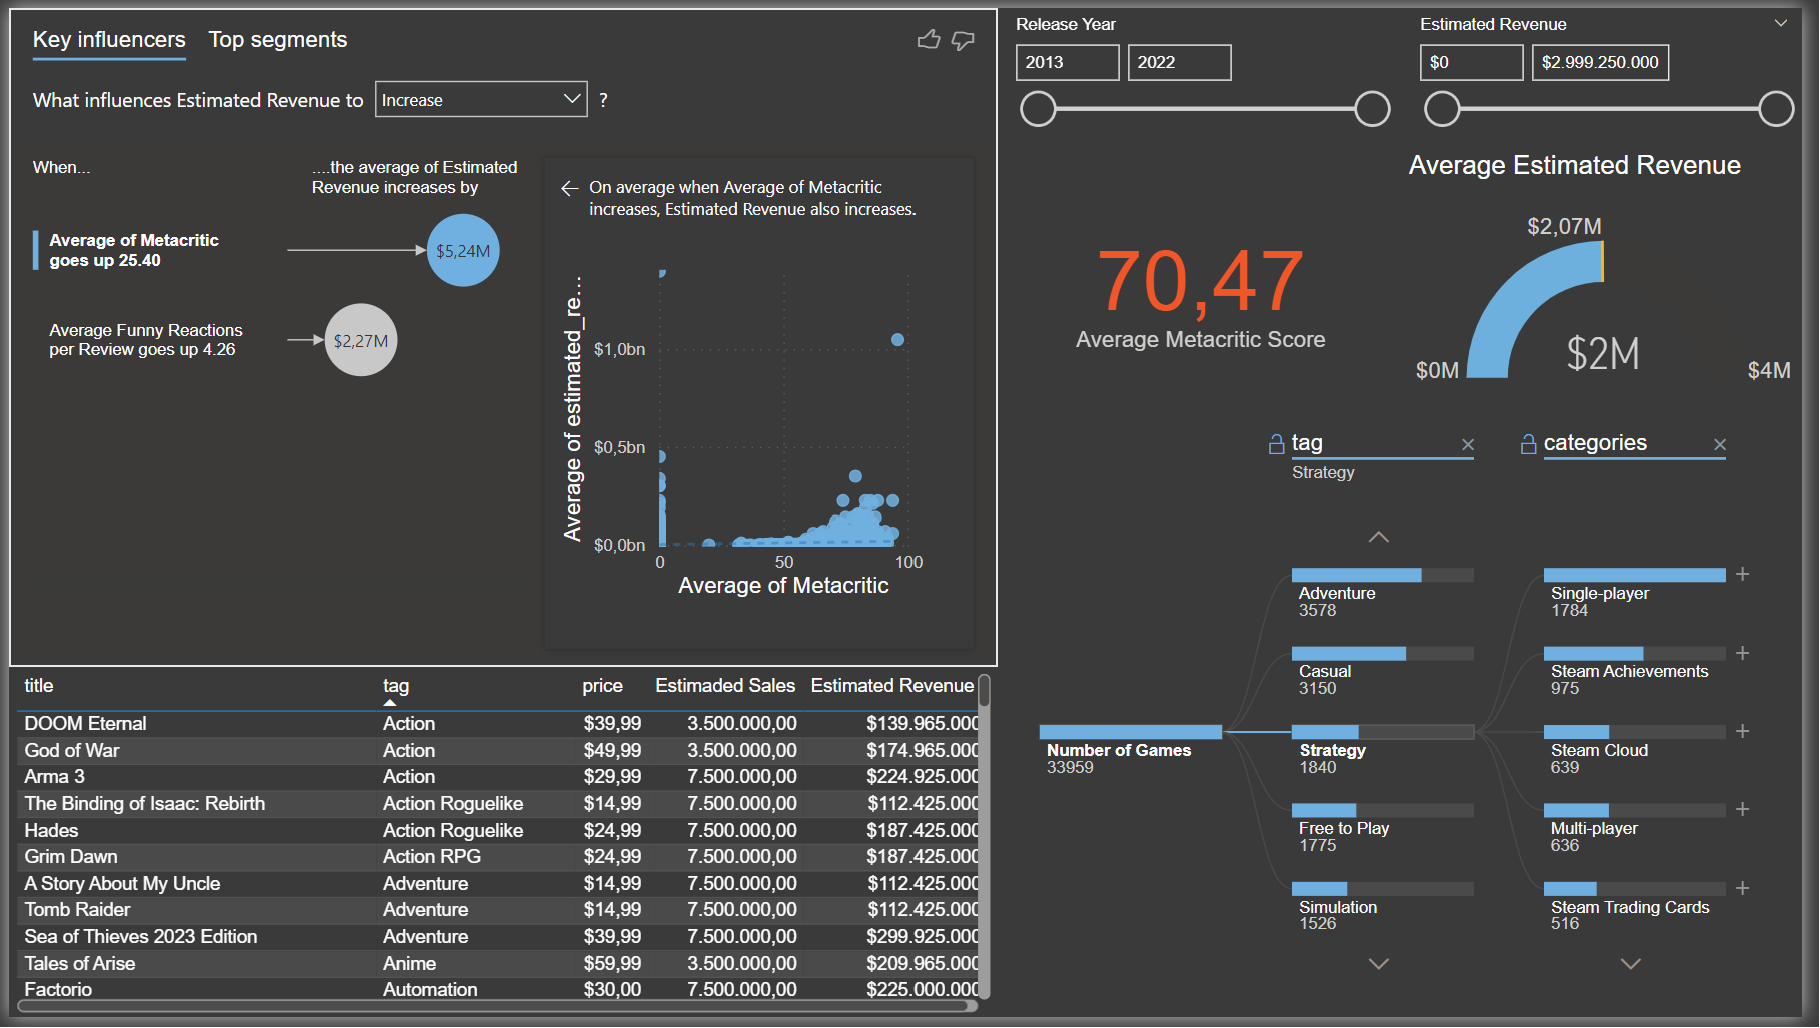 Key influencers
Top segments
What influences Estimated Revenue to
Increase
?
When...
....the average of Estimated
Revenue increases by
Average of Metacritic
goes up 25.40
$5,24M
Average Funny Reactions
per Review goes up 4.26
$2,27M
On average when Average of Metacritic
increases, Estimated Revenue also increases.
Average of estimated_re...
$1,0bn
$0,5bn
$0,0bn
0
50
100
Average of Metacritic
Release Year
2013
2022
Estimated Revenue
$0
$2.999.250.000
70,47
Average Metacritic Score
Average Estimated Revenue
$2,07M
$0M
$2M
$4M
tag
Strategy
categories
Number of Games
33959
Adventure
3578
Casual
3150
Strategy
1840
Free to Play
1775
Simulation
1526
Single-player
1784
Steam Achievements
975
Steam Cloud
639
Multi-player
636
Steam Trading Cards
516
title tag price Estimaded Sales Estimated Revenue
DOOM Eternal Action $39,99 3.500.000,00 $139.965.000
God of War Action $49,99 3.500.000,00 $174.965.000
Arma 3 Action $29,99 7.500.000,00 $224.925.000
The Binding of Isaac: Rebirth Action Roguelike $14,99 7.500.000,00 $112.425.000
Hades Action Roguelike $24,99 7.500.000,00 $187.425.000
Grim Dawn Action RPG $24,99 7.500.000,00 $187.425.000
A Story About My Uncle Adventure $14,99 7.500.000,00 $112.425.000
Tomb Raider Adventure $14,99 7.500.000,00 $112.425.000
Sea of Thieves 2023 Edition Adventure $39,99 7.500.000,00 $299.925.000
Tales of Arise Anime $59,99 3.500.000,00 $209.965.000
Factorio Automation $30,00 7.500.000,00 $225.000.000